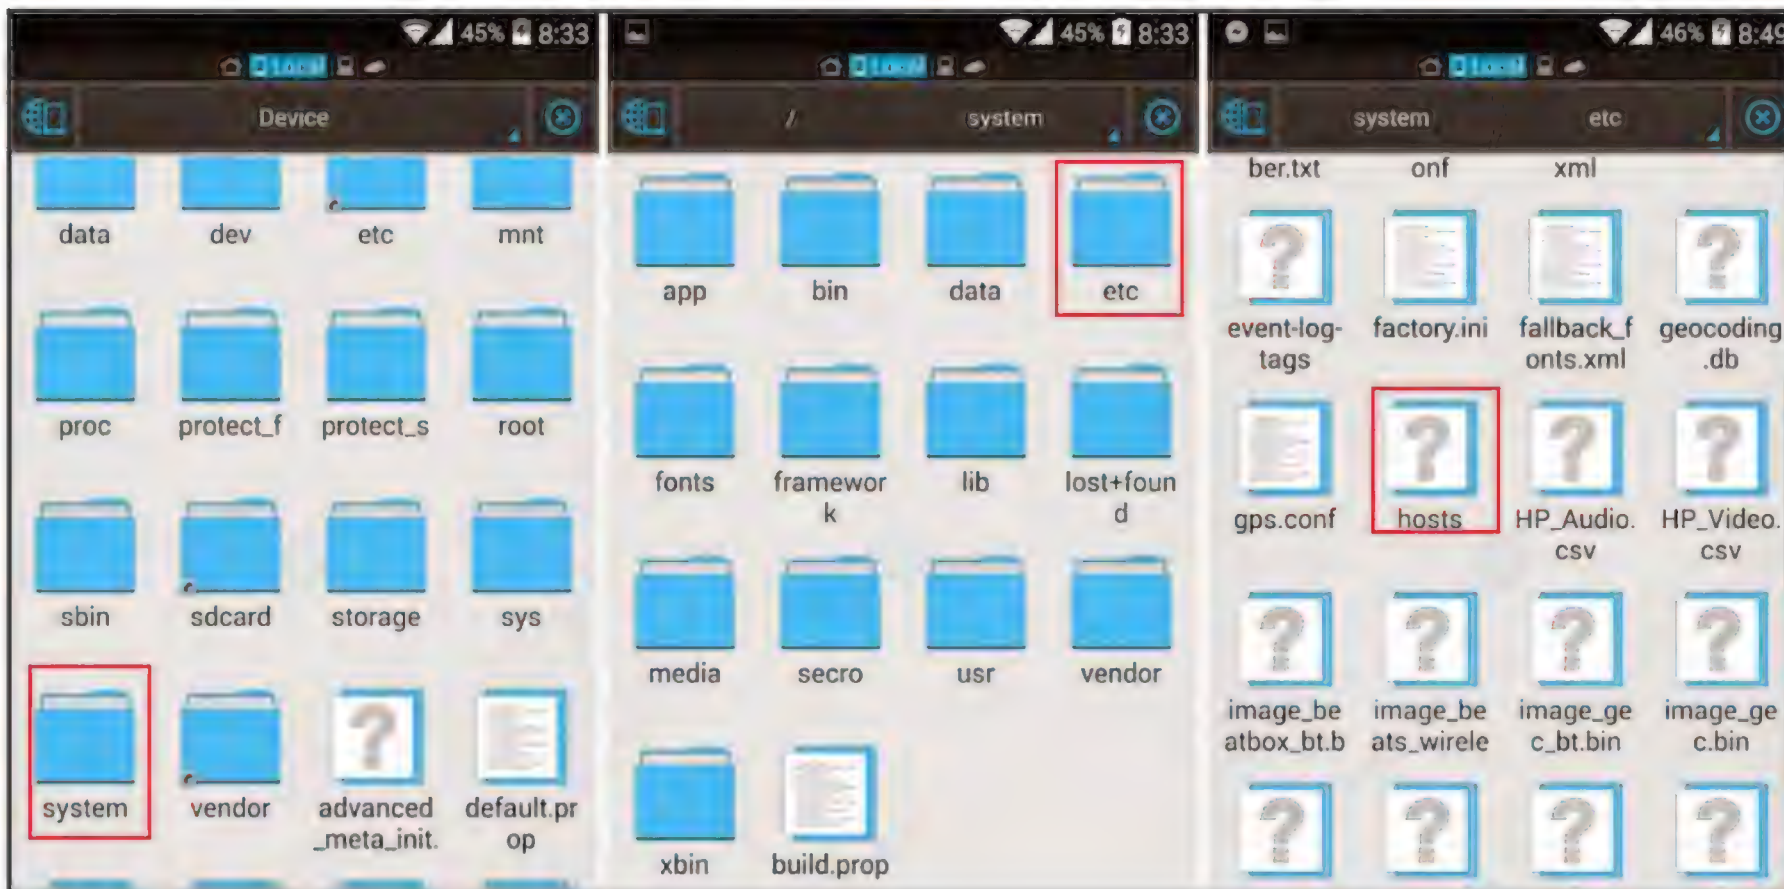 45% 8:33
Local
Device
data dev etc mnt
proc protect_f protect_s root
sbin sdcard storage sys
system vendor advanced default.pr
_meta_init. op
45% 8:33
Local
/ system
app bin data etc
fonts framewor lib lost+foun
k d
media secro usr vendor
xbin build.prop
46% 8:49
Local
system etc
ber.txt onf xml
event-log- factory.ini fallback_f geocoding
tags onts.xml .db
gps.conf hosts HP_Audio. HP_Video.
csv csv
image_be image_be image_ge image_ge
atbox_bt.b ats_wirele c_bt.bin c.bin